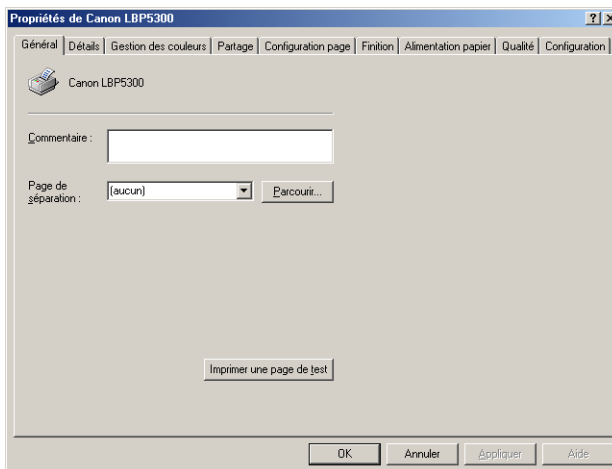 Propriétés de Canon LBP5300
Général Détails Gestion des couleurs Partage Configuration page Finition Alimentation papier Qualité Configuration
Canon LBP5300
Commentaire :
Page de
séparation :
(aucun)
Parcourir...
Imprimer une page de test
OK Annuler Appliquer Aide